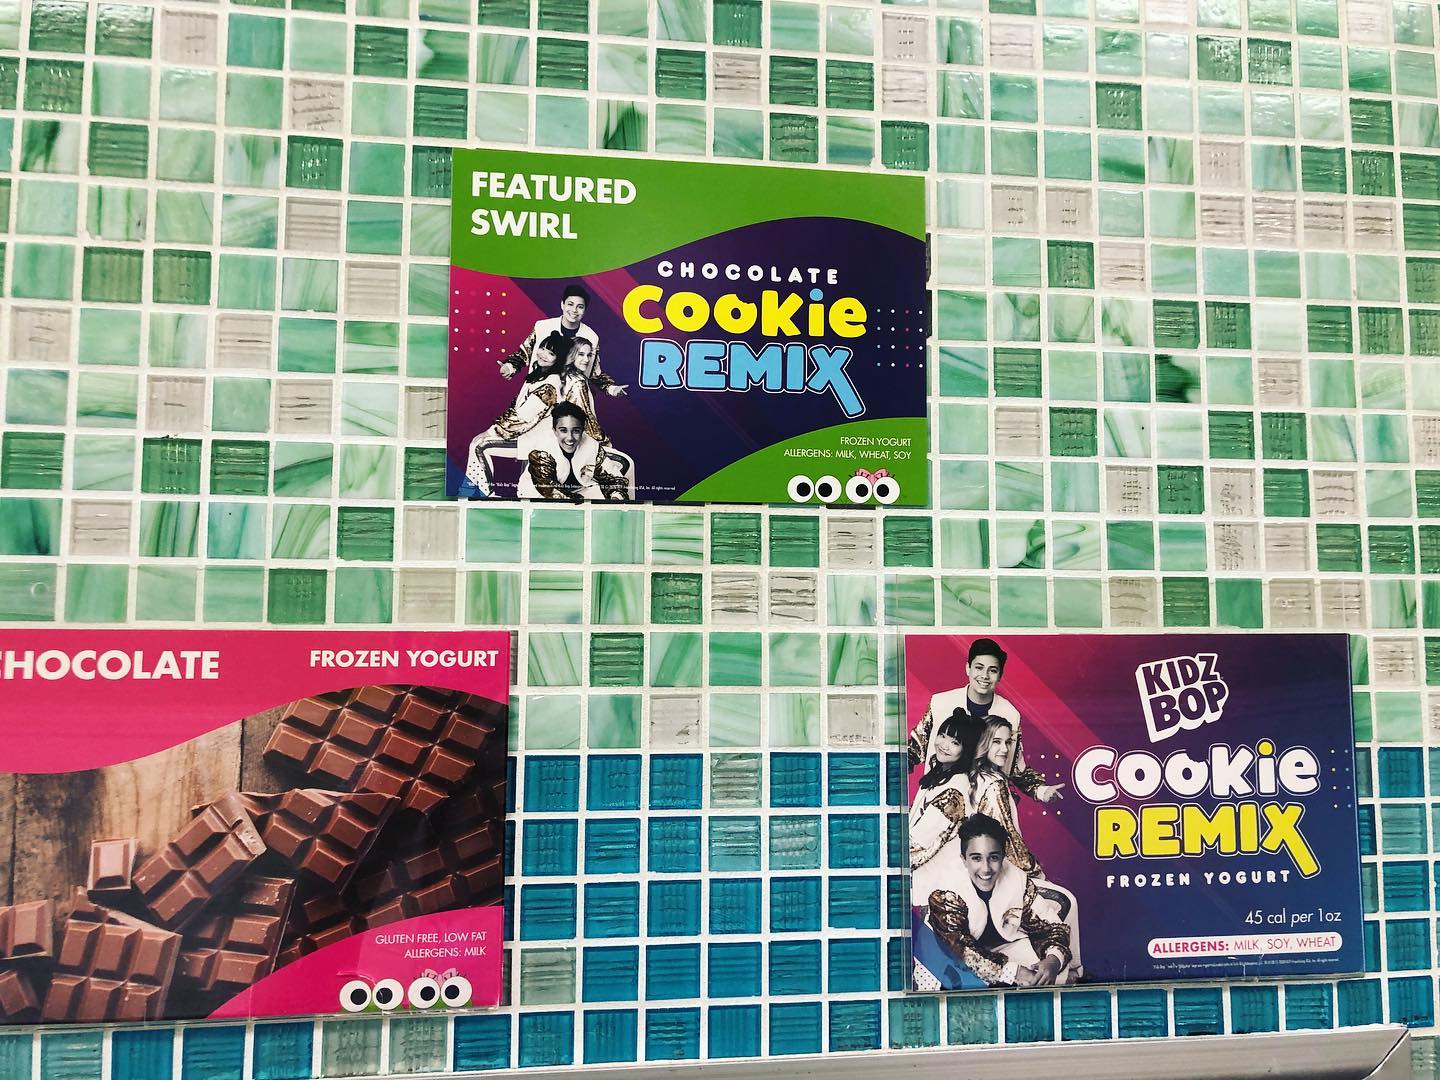 FEATURED
SWIRL
CHOCOLATE
COOKiE
REMIX
FROZEN YOGURT
ALLERGENS: MILK, WHEAT, SOY
CHOCOLATE
FROZEN YOGURT
GLUTEN FREE, LOW FAT
ALLERGENS: MILK
KIDZ
BOP
COOKiE
REMIX
FROZEN YOGURT
45 cal per 1oz
ALLERGENS: MILK, SOY, WHEAT